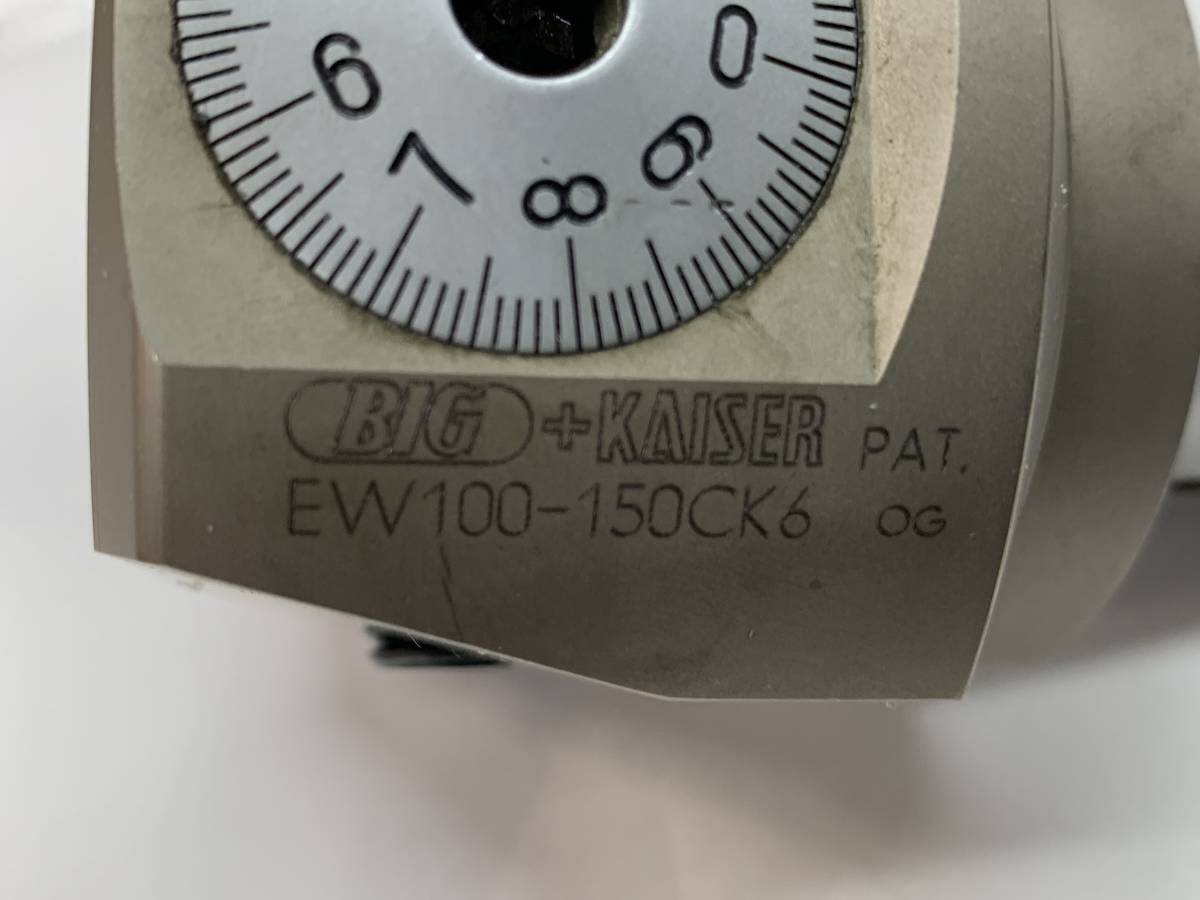 6 7 8 9 0
BIG+KAISER PAT.
EW100-150CK6 OG